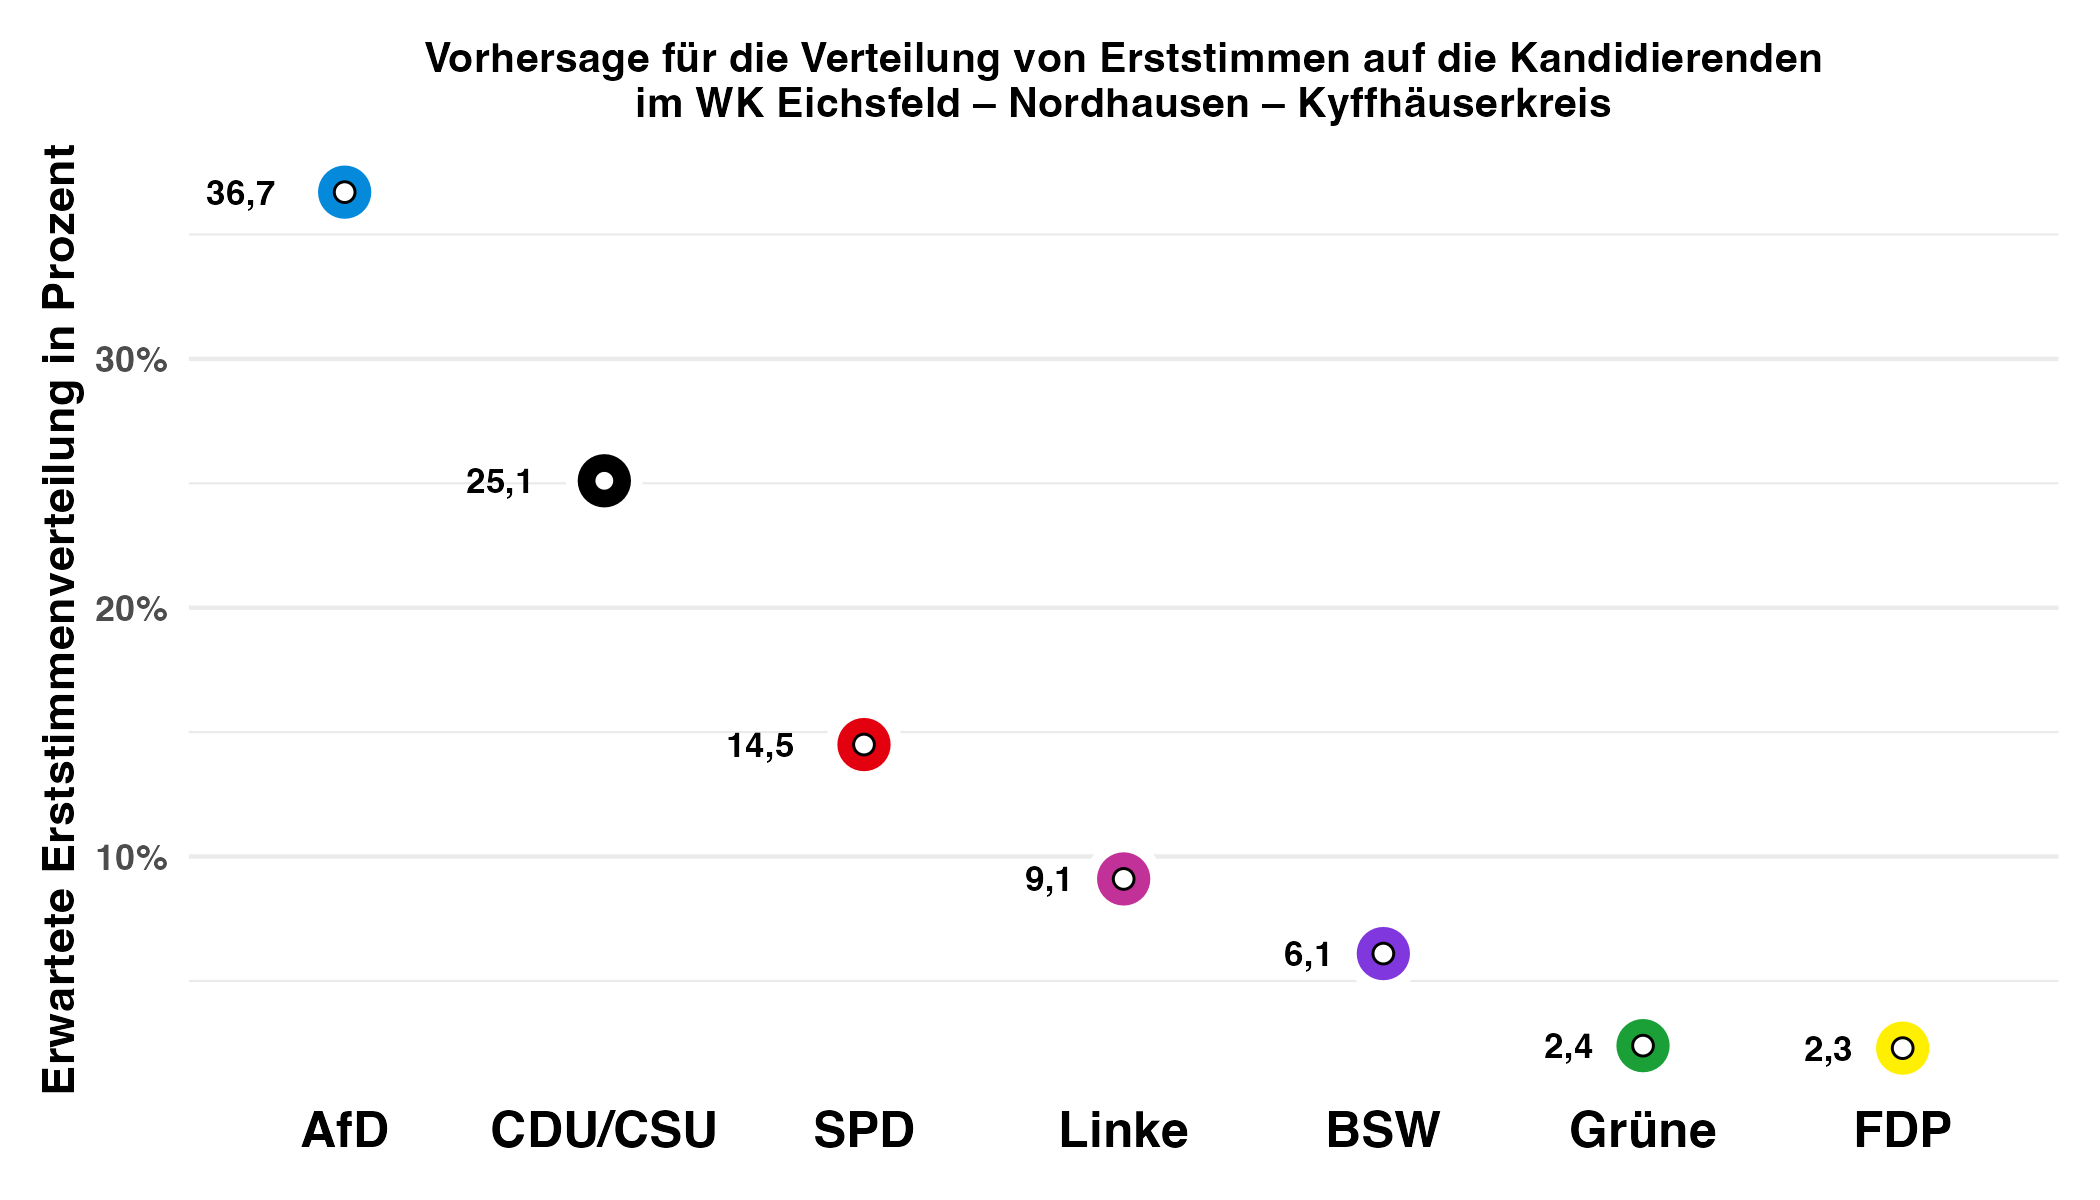 Vorhersage für die Verteilung von Erststimmen auf die Kandidierenden
im WK Eichsfeld – Nordhausen – Kyffhäuserkreis
Erwartete Erststimmenverteilung in Prozent
30%
20%
10%
36,7
25,1
14,5
9,1
6,1
2,4
2,3
AfD
CDU/CSU
SPD
Linke
BSW
Grüne
FDP